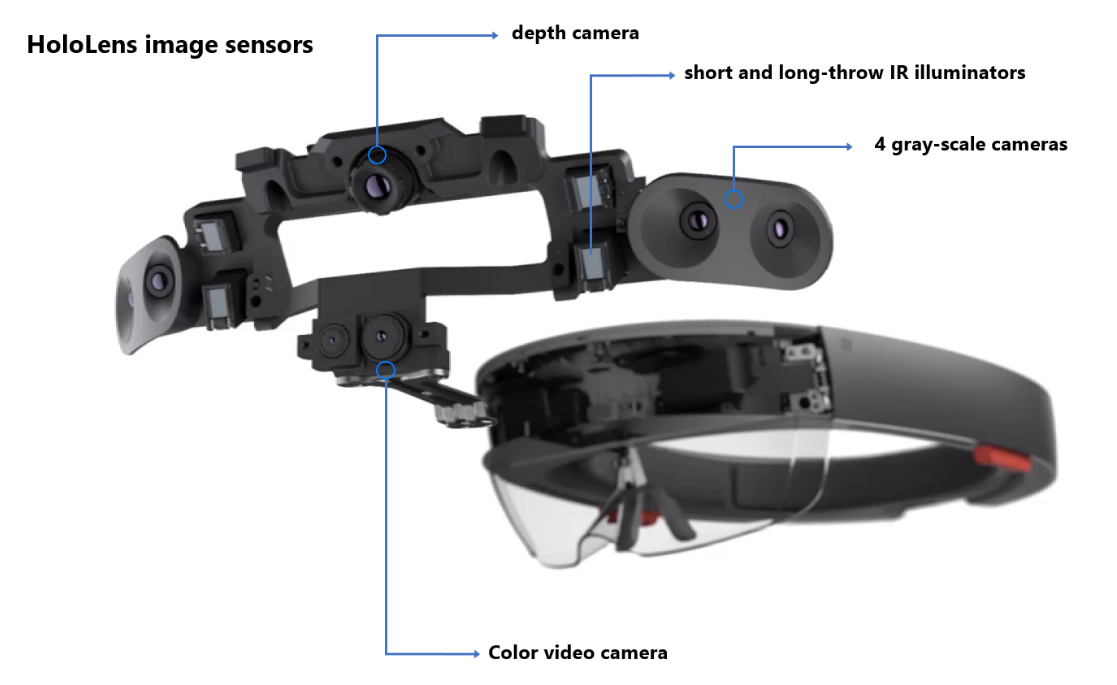 HoloLens image sensors
depth camera
short and long-throw IR illuminators
4 gray-scale cameras
Color video camera